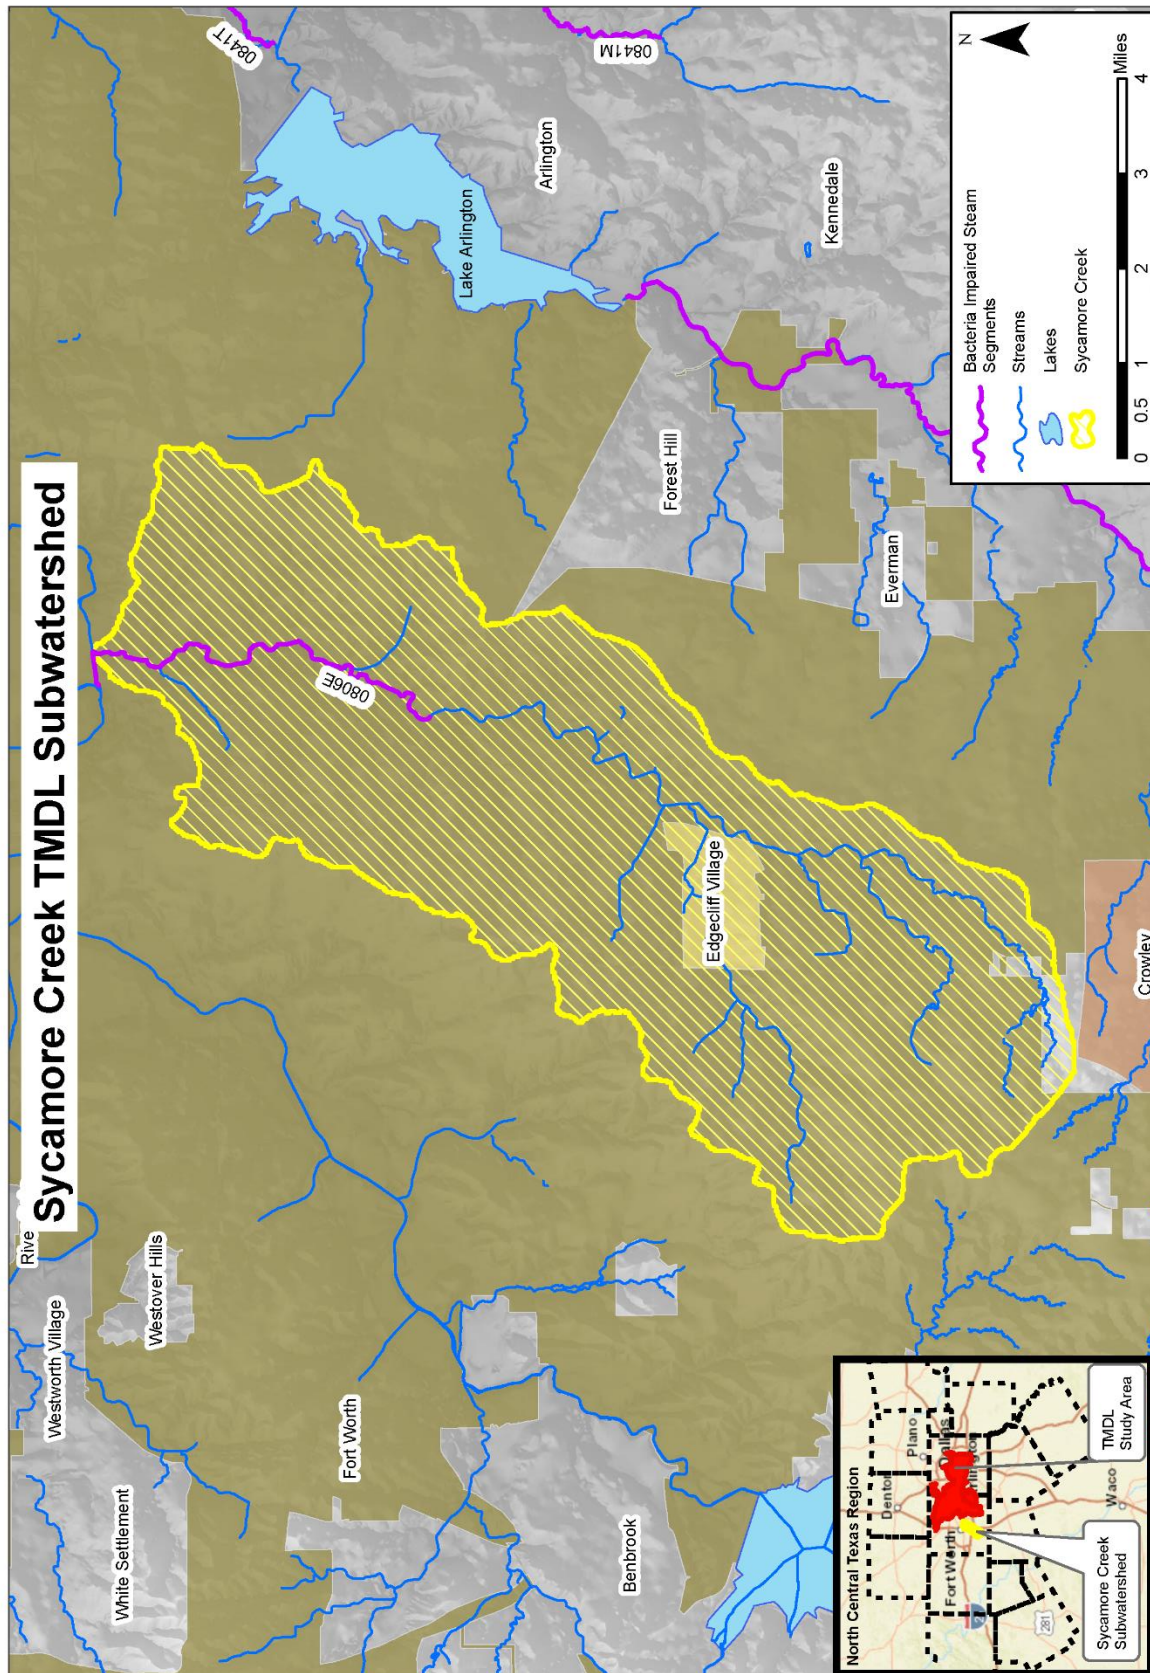 Sycamore Creek TMDL Subwatershed
Rive
Westworth Village
Westover Hills
White Settlement
Fort Worth
Benbrook
0841T
0841M
Lake Arlington
Arlington
Kennedale
0806E
Forest Hill
Everman
Edgecliff Village
Crowley
N
Bacteria Impaired Steam
Segments
Streams
Lakes
Sycamore Creek
0 0.5 1 2 3 4
Miles
North Central Texas Region
Denton
Plano
Fort Worth
Dallas
rlington
Waco
281
Sycamore Creek
Subwatershed
TMDL
Study Area